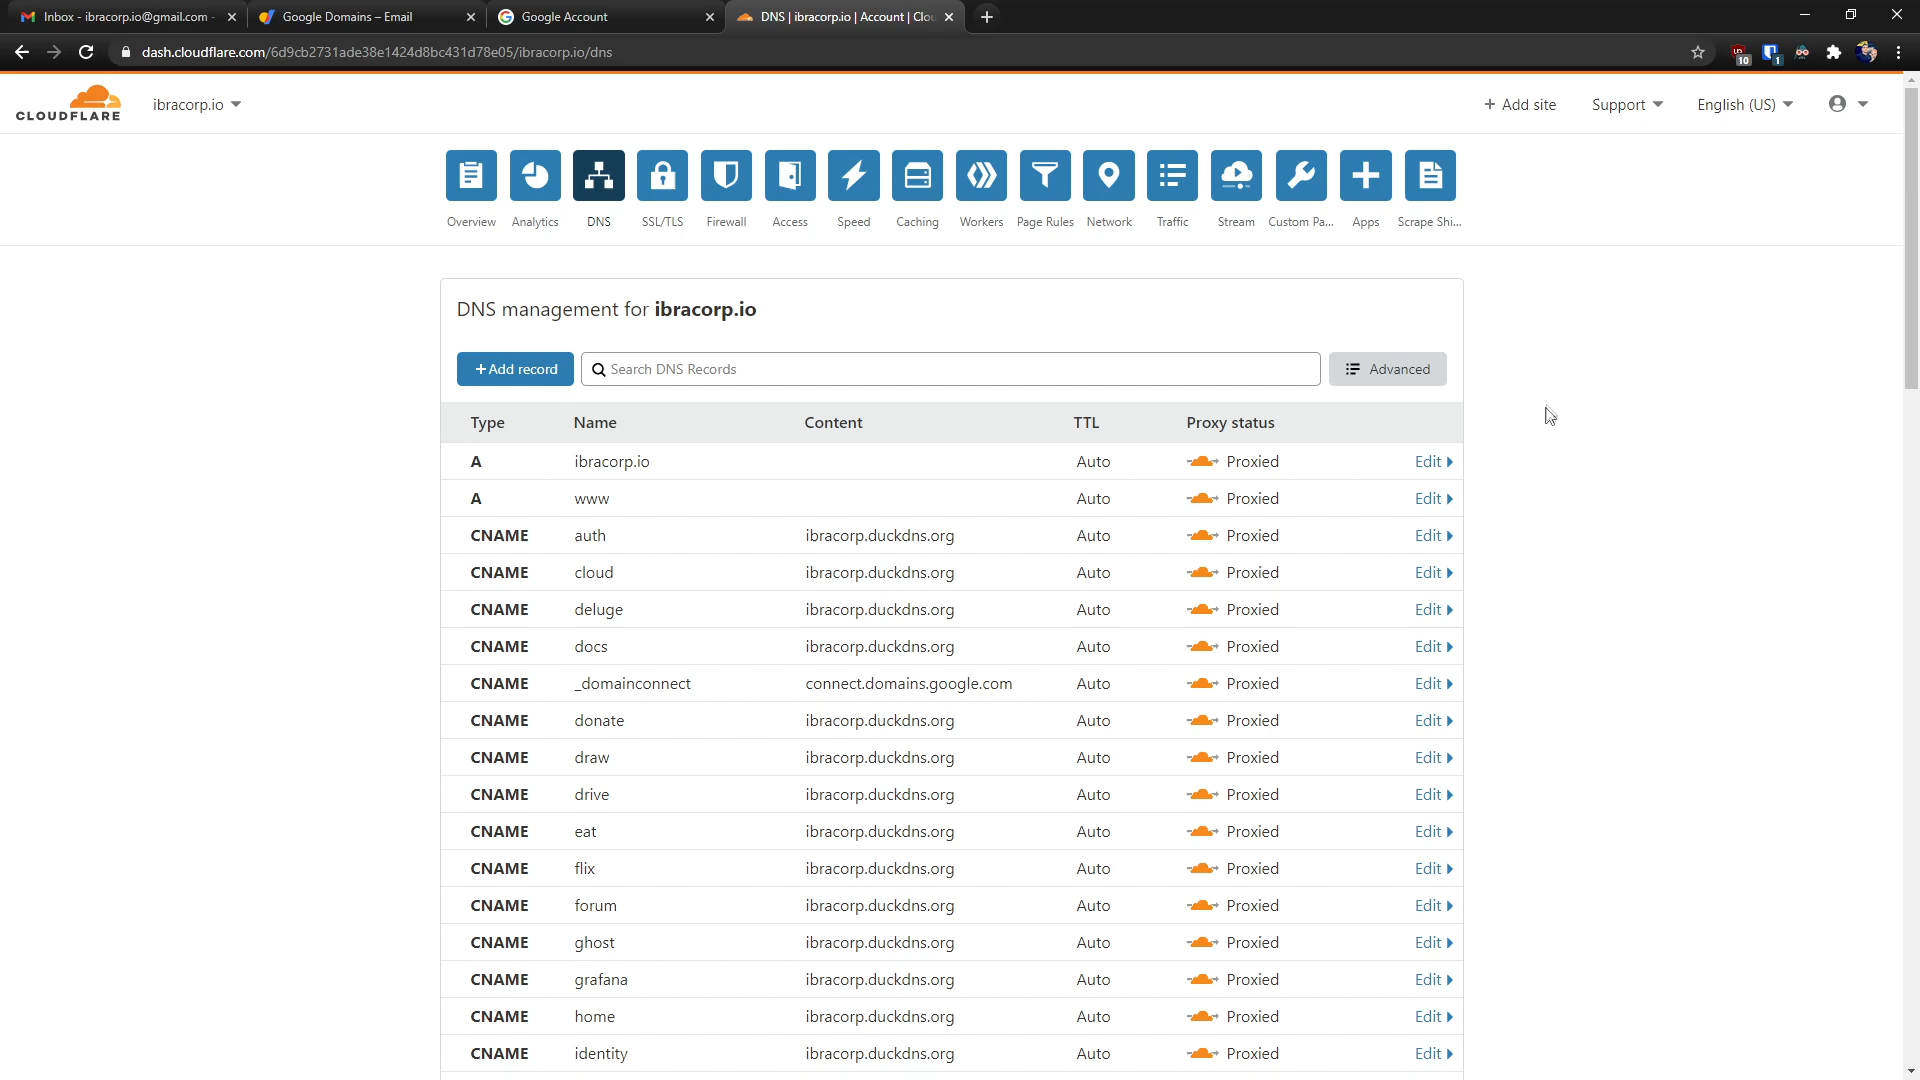 Inbox - ibracorp.io@gmail.com -
Google Domains – Email
Google Account
DNS | ibracorp.io | Account | Clou
dash.cloudflare.com/6d9cb2731ade38e1424d8bc431d78e05/ibracorp.io/dns
10
1
CLOUDFLARE
ibracorp.io
+ Add site
Support
English (US)
Overview
Analytics
DNS
SSL/TLS
Firewall
Access
Speed
Caching
Workers
Page Rules
Network
Traffic
Stream
Custom Pa...
Apps
Scrape Shi...
DNS management for ibracorp.io
+ Add record
Search DNS Records
Advanced
Type Name Content TTL Proxy status
A ibracorp.io Auto Proxied Edit
A www Auto Proxied Edit
CNAME auth ibracorp.duckdns.org Auto Proxied Edit
CNAME cloud ibracorp.duckdns.org Auto Proxied Edit
CNAME deluge ibracorp.duckdns.org Auto Proxied Edit
CNAME docs ibracorp.duckdns.org Auto Proxied Edit
CNAME _domainconnect connect.domains.google.com Auto Proxied Edit
CNAME donate ibracorp.duckdns.org Auto Proxied Edit
CNAME draw ibracorp.duckdns.org Auto Proxied Edit
CNAME drive ibracorp.duckdns.org Auto Proxied Edit
CNAME eat ibracorp.duckdns.org Auto Proxied Edit
CNAME flix ibracorp.duckdns.org Auto Proxied Edit
CNAME forum ibracorp.duckdns.org Auto Proxied Edit
CNAME ghost ibracorp.duckdns.org Auto Proxied Edit
CNAME grafana ibracorp.duckdns.org Auto Proxied Edit
CNAME home ibracorp.duckdns.org Auto Proxied Edit
CNAME identity ibracorp.duckdns.org Auto Proxied Edit